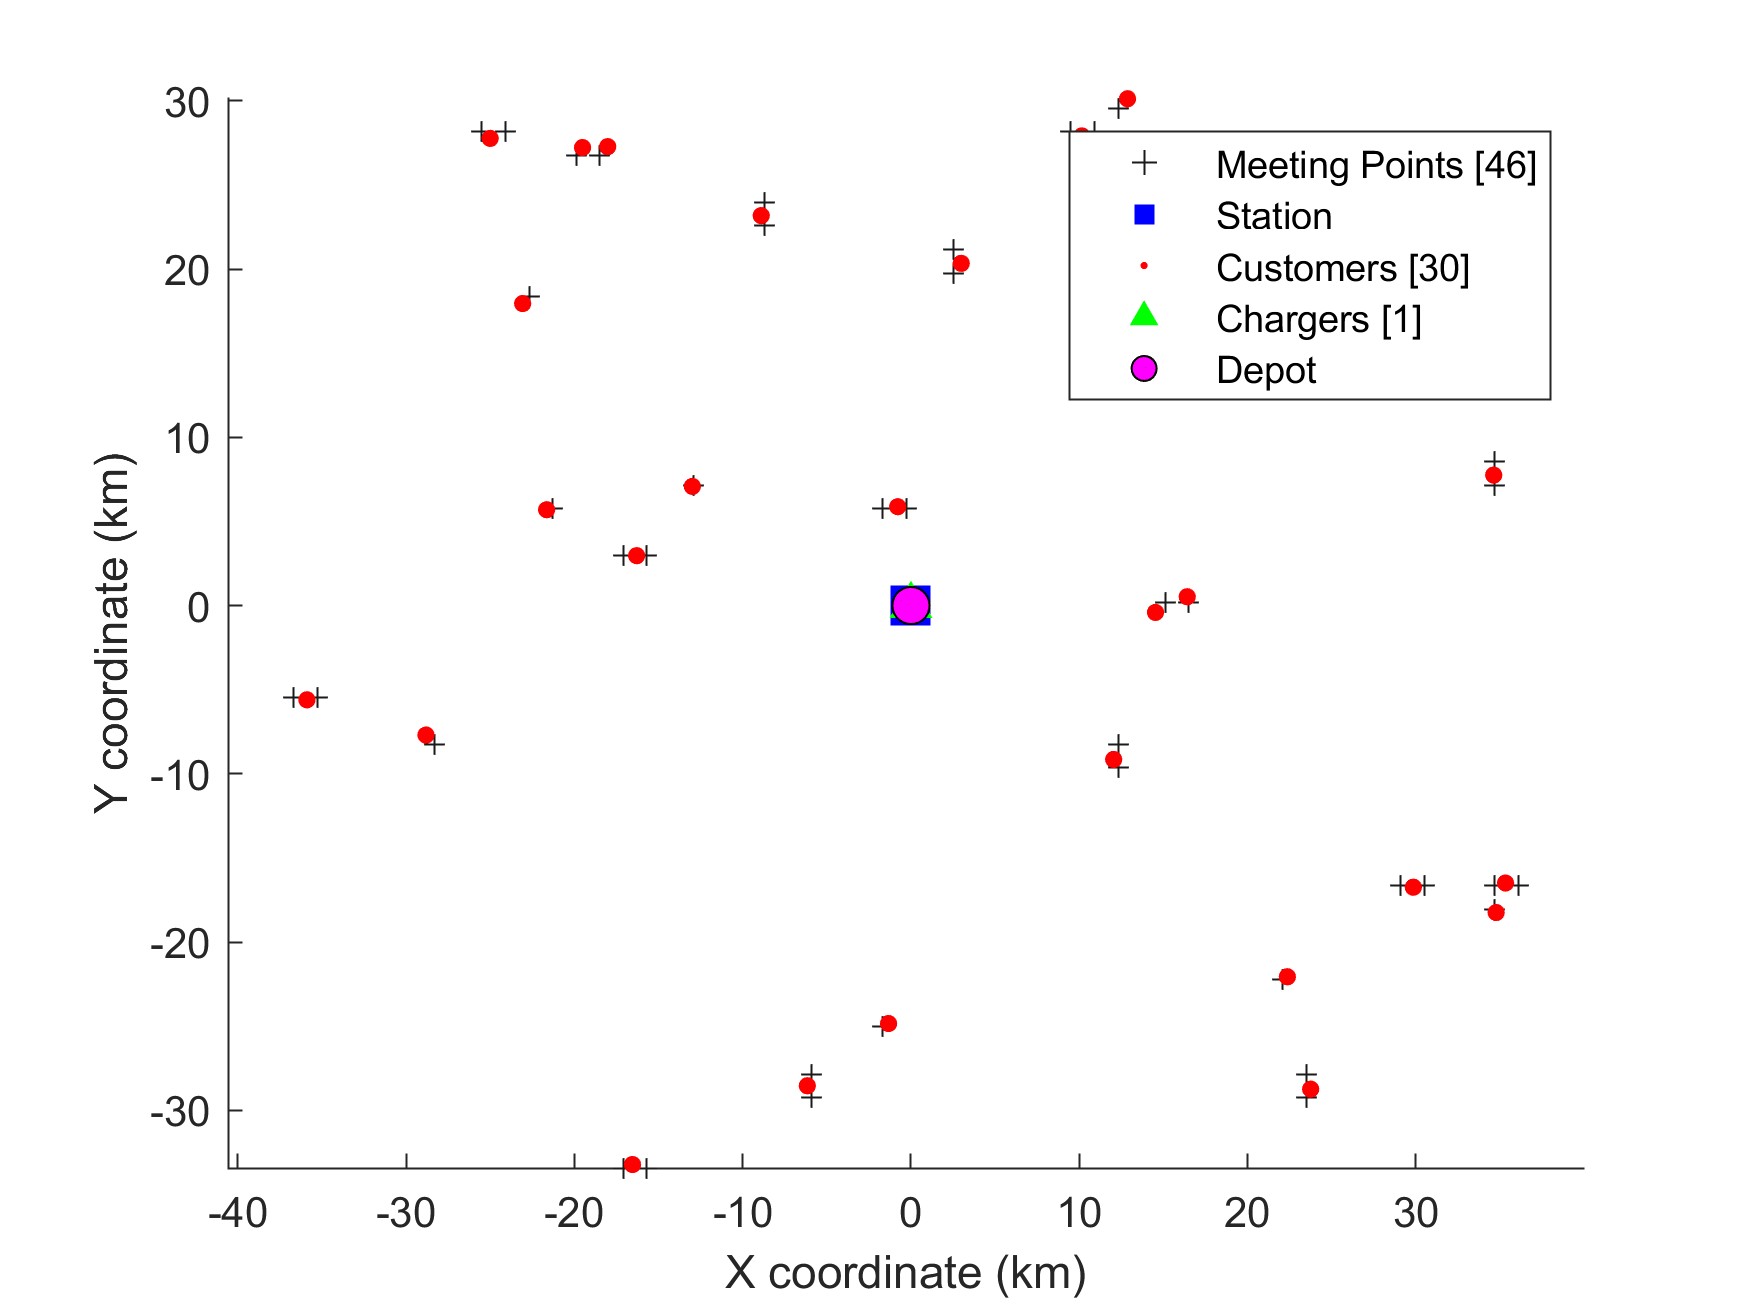 30
20
10
0
-10
-20
-30
Y coordinate (km)
Meeting Points [46]
Station
Customers [30]
Chargers [1]
Depot
-40 -30 -20 -10 0 10 20 30
X coordinate (km)